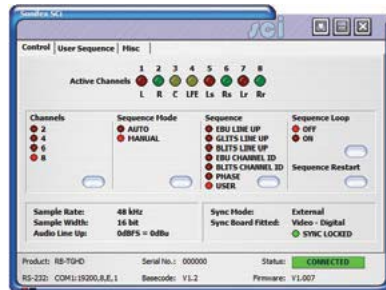 Sonifex SCi
sci
Control User Sequence Misc
1 2 3 4 5 6 7 8
Active Channels
L R C LFE Ls Rs Lr Rr
Channels
2
4
6
8
Sequence Mode
AUTO
MANUAL
Sequence
EBU LINE UP
GLITS LINE UP
BLITS LINE UP
EBU CHANNEL ID
BLITS CHANNEL ID
PHASE
USER
Sequence Loop
OFF
ON
Sequence Restart
Sample Rate: 48 kHz
Sample Width: 16 bit
Audio Line Up: 0dBFS = 0dBu
Sync Mode: External
Sync Board Fitted: Video - Digital
SYNC LOCKED
Product: RB-TGHD Serial No.: 000000 Status: CONNECTED
RS-232: COM1:19200,8,E,1 Basecode: V1.2 Firmware: V1.007